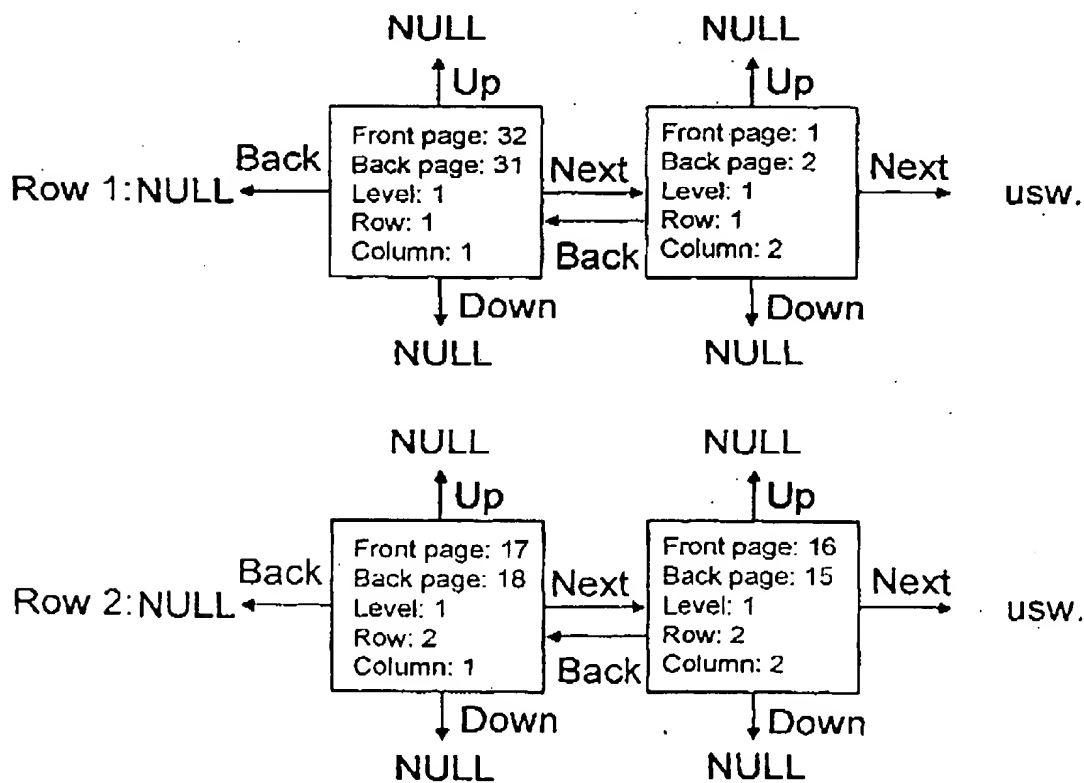 NULL NULL
Up Up
Front page: 32
Back page: 31
Level: 1
Row: 1
Column: 1
Front page: 1
Back page: 2
Level: 1
Row: 1
Column: 2
Row 1: NULL Back Next Back Next usw.
Down Down
NULL NULL
NULL NULL
Up Up
Front page: 17
Back page: 18
Level: 1
Row: 2
Column: 1
Front page: 16
Back page: 15
Level: 1
Row: 2
Column: 2
Row 2: NULL Back Next Back Next usw.
Down Down
NULL NULL